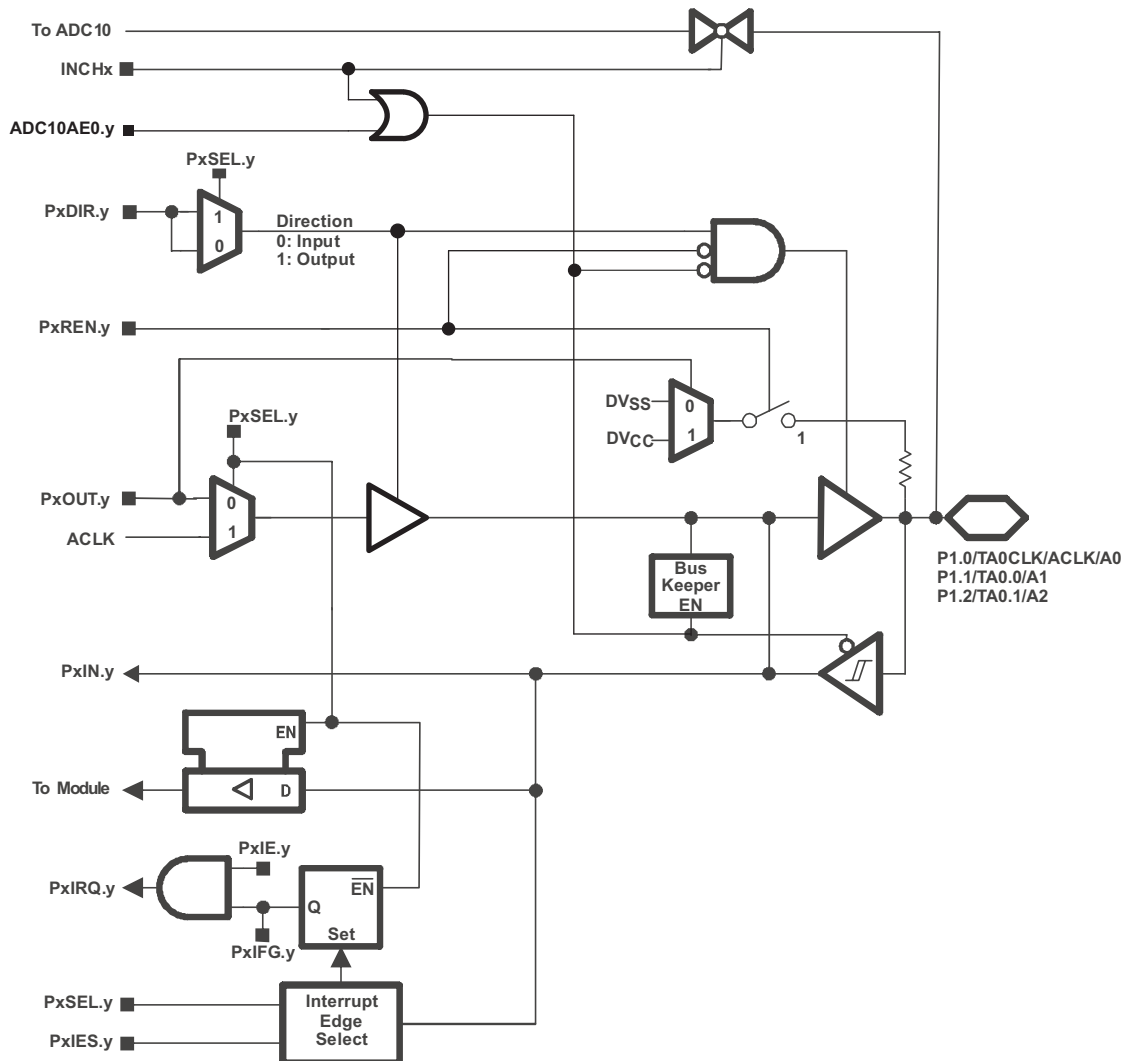 To ADC10
INCHx
ADC10AE0.y
PxSEL.y
PxDIR.y
1
0
Direction
0: Input
1: Output
PxREN.y
DVSS
0
DVCC
1
1
PxSEL.y
PxOUT.y
0
ACLK
1
Bus
Keeper
EN
P1.0/TA0CLK/ACLK/A0
P1.1/TA0.0/A1
P1.2/TA0.1/A2
PxIN.y
EN
To Module
D
PxIE.y
PxIRQ.y
EN
Q
Set
PxIFG.y
PxSEL.y
PxIES.y
Interrupt
Edge
Select